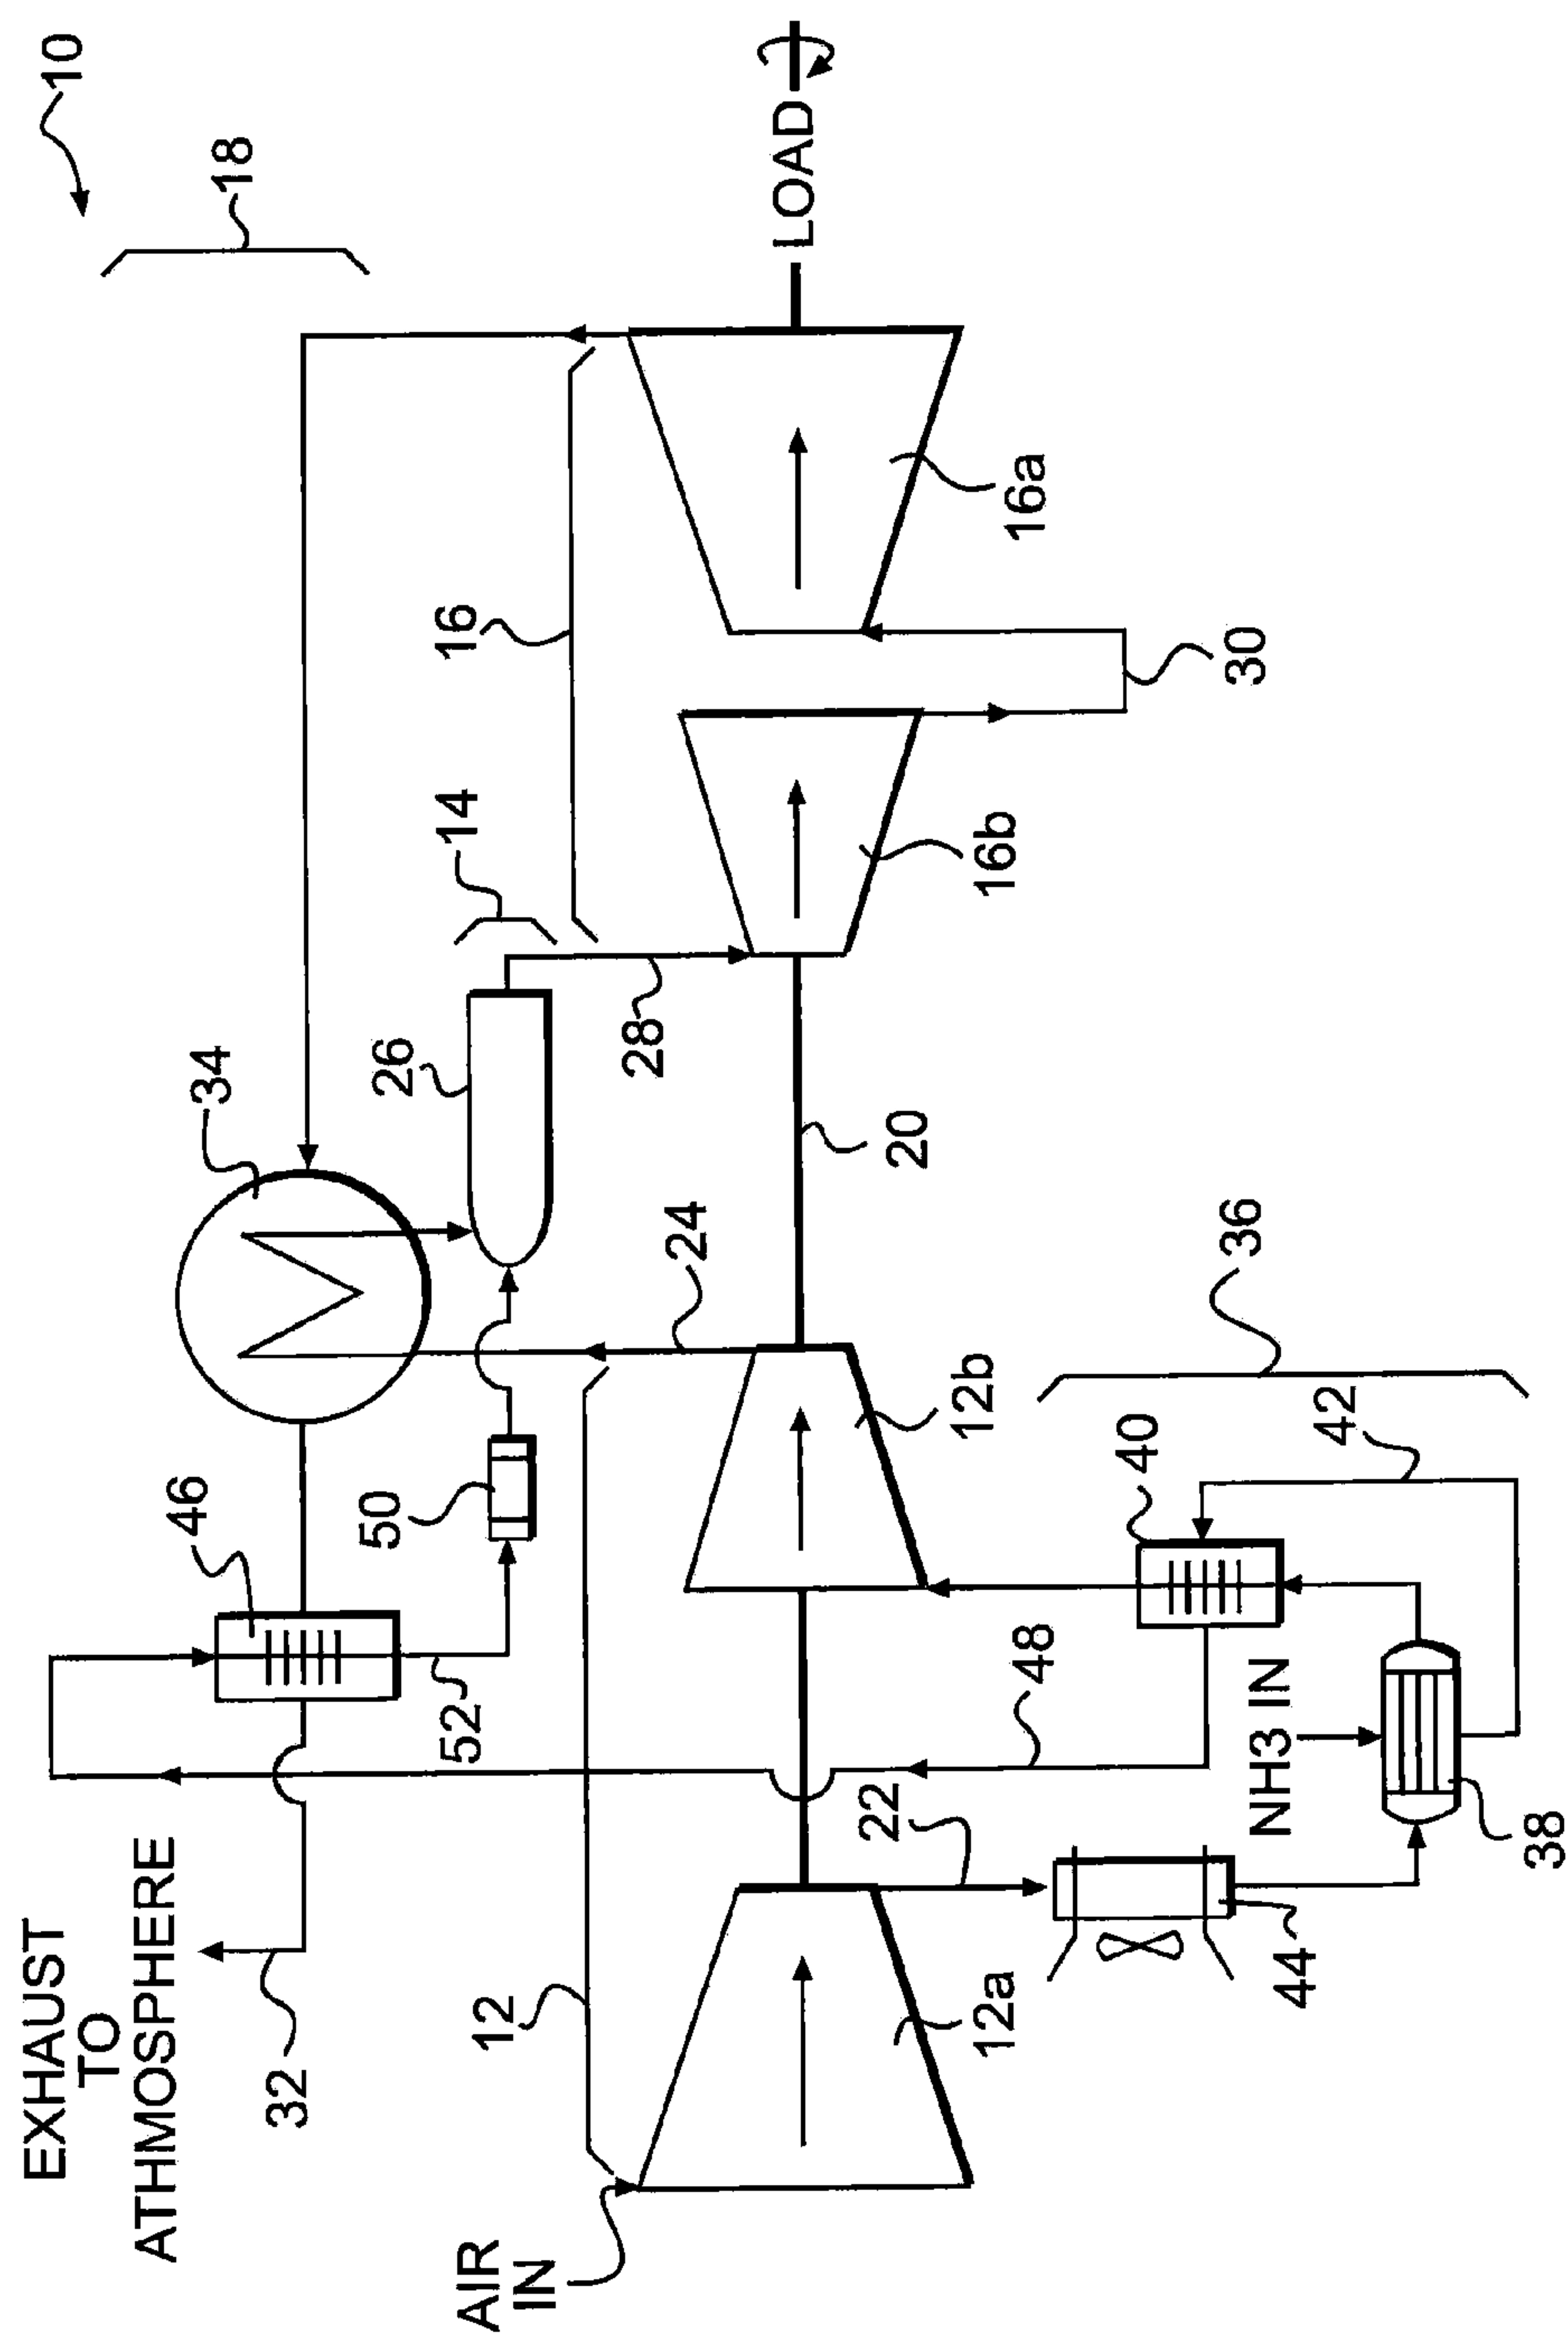 10
18
EXHAUST
TO
ATHMOSPHERE
32
46
34
50
52
26
14
16
12
AIR
IN
28
24
20
LOAD
12a
12b
16b
16a
22
48
30
44
NH3 IN
38
40
42
36